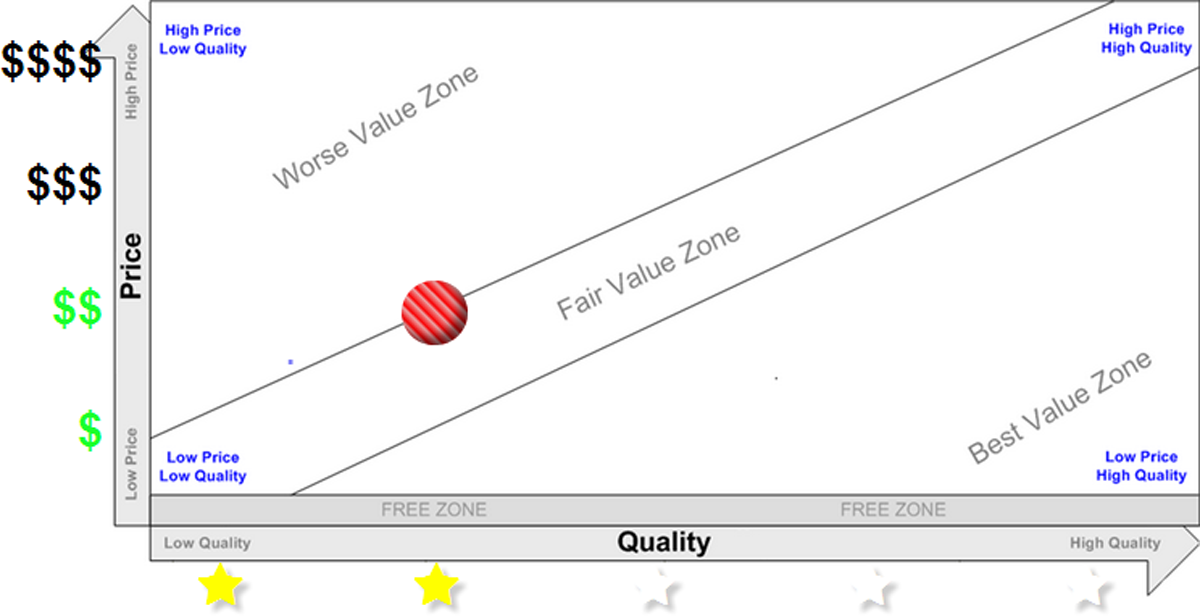 High Price
Low Quality
High Price
High Quality
$$$$
High Price
Worse Value Zone
$$$
Price
Fair Value Zone
$$
$
Low Price
Best Value Zone
Low Price
Low Quality
Low Price
High Quality
FREE ZONE
FREE ZONE
Low Quality
Quality
High Quality